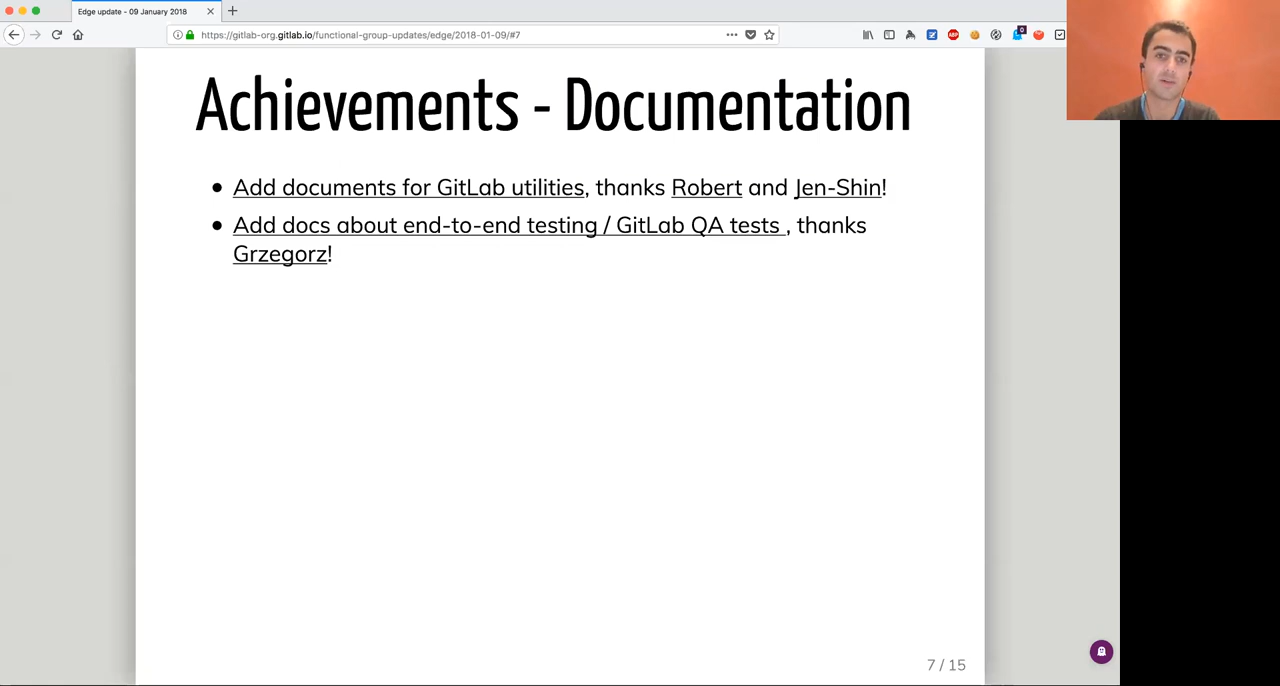 Edge update - 09 January 2018
https://gitlab-org.gitlab.io/functional-group-updates/edge/2018-01-09/#7
Achievements - Documentation
Add documents for GitLab utilities, thanks Robert and Jen-Shin!
Add docs about end-to-end testing / GitLab QA tests , thanks
Grzegorz!
7 / 15